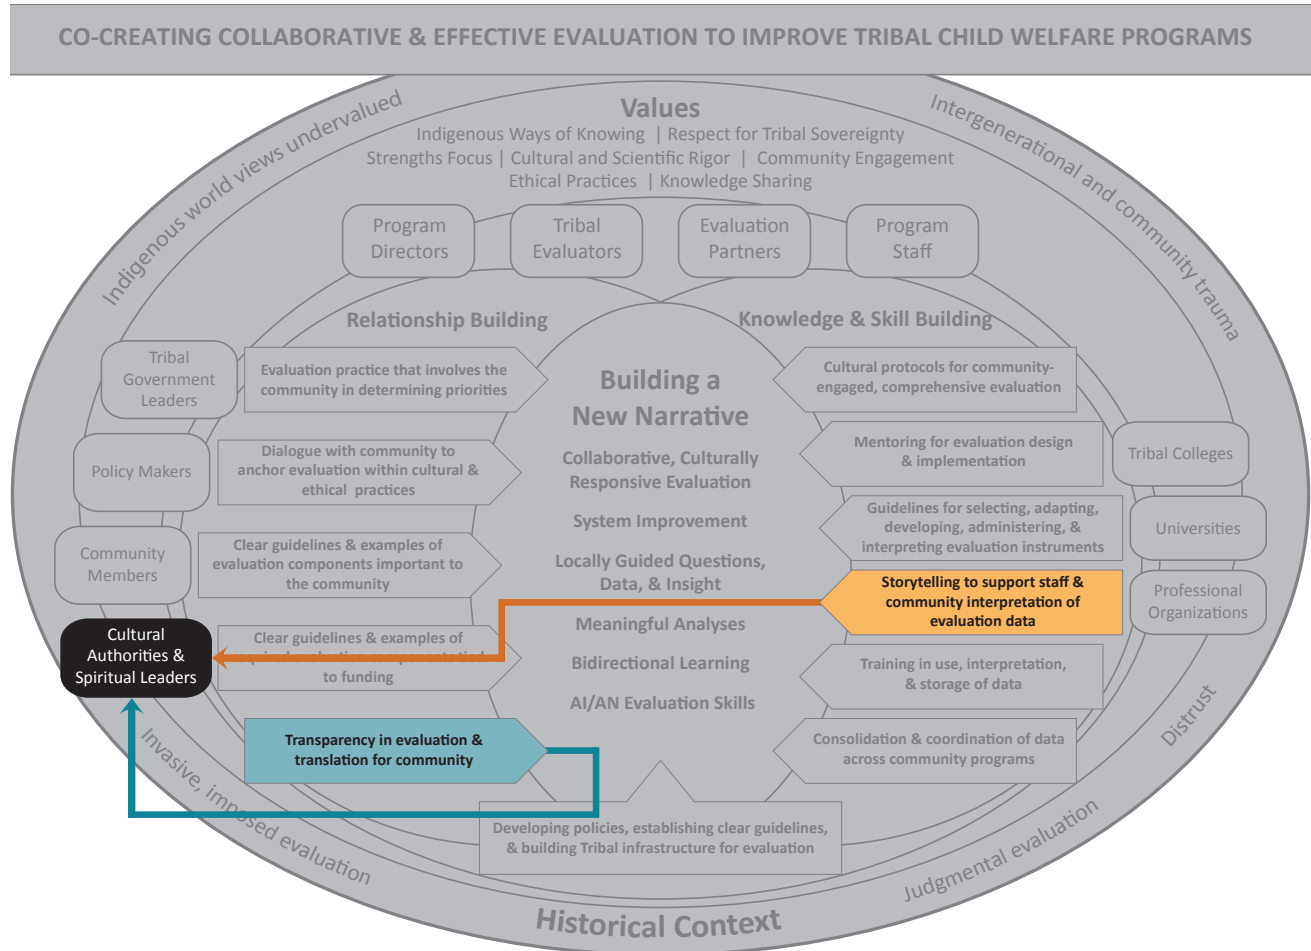 CO-CREATING COLLABORATIVE & EFFECTIVE EVALUATION TO IMPROVE TRIBAL CHILD WELFARE PROGRAMS
Indigenous world views undervalued
Intergenerational and community trauma
Values
Indigenous Ways of Knowing | Respect for Tribal Sovereignty
Strengths Focus | Cultural and Scientific Rigor | Community Engagement
Ethical Practices | Knowledge Sharing
Program
Directors
Tribal
Evaluators
Evaluation
Partners
Program
Staff
Relationship Building
Knowledge & Skill Building
Tribal
Government
Leaders
Policy Makers
Community
Members
Cultural
Authorities &
Spiritual Leaders
Evaluation practice that involves the
community in determining priorities
Dialogue with community to
anchor evaluation within cultural &
ethical practices
Clear guidelines & examples of
evaluation components important to
the community
Clear guidelines & examples of
required evaluation components tied
to funding
Transparency in evaluation &
translation for community
Building a
New Narrative
Collaborative, Culturally
Responsive Evaluation
System Improvement
Locally Guided Questions,
Data, & Insight
Meaningful Analyses
Bidirectional Learning
AI/AN Evaluation Skills
Cultural protocols for community-
engaged, comprehensive evaluation
Mentoring for evaluation design
& implementation
Guidelines for selecting, adapting,
developing, administering, &
interpreting evaluation instruments
Storytelling to support staff &
community interpretation of
evaluation data
Training in use, interpretation,
& storage of data
Consolidation & coordination of data
across community programs
Tribal Colleges
Universities
Professional
Organizations
Developing policies, establishing clear guidelines,
& building Tribal infrastructure for evaluation
Invasive, imposed evaluation
Historical Context
Judgmental evaluation
Distrust